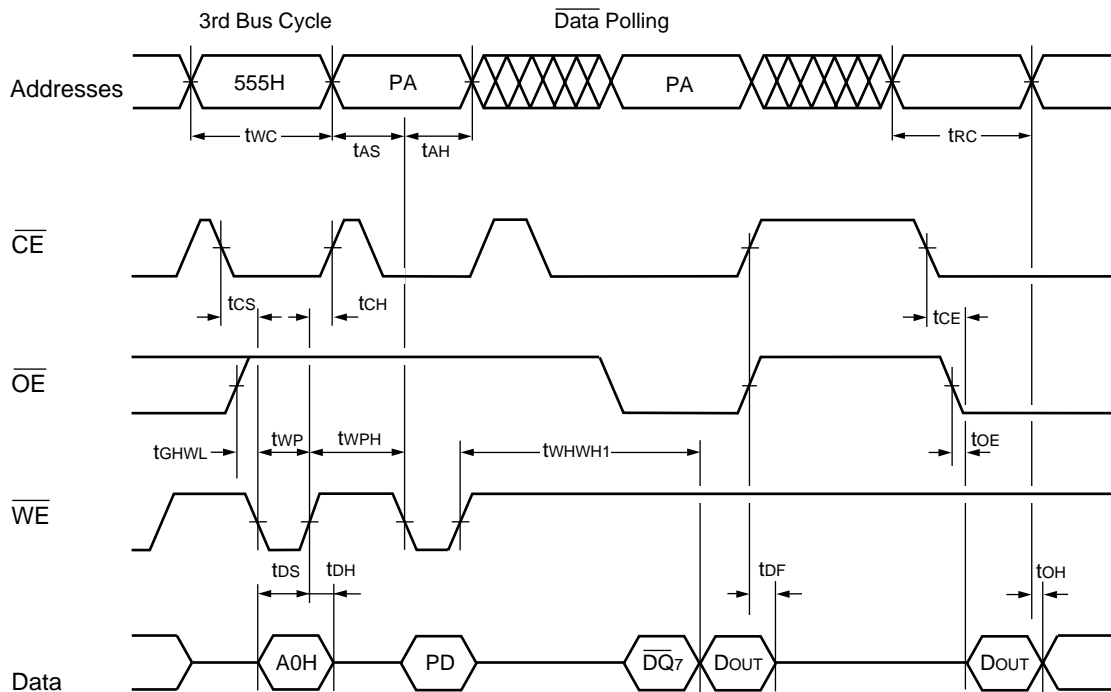 3rd Bus Cycle
Data Polling
Addresses
555H
PA
PA
tWC
tAS
tAH
tRC
CE
tCS
tCH
tCE
OE
tGHWL
tWP
tWPH
tWHWH1
tOE
WE
tDS
tDH
tDF
tOH
Data
A0H
PD
DQ7
DOUT
DOUT